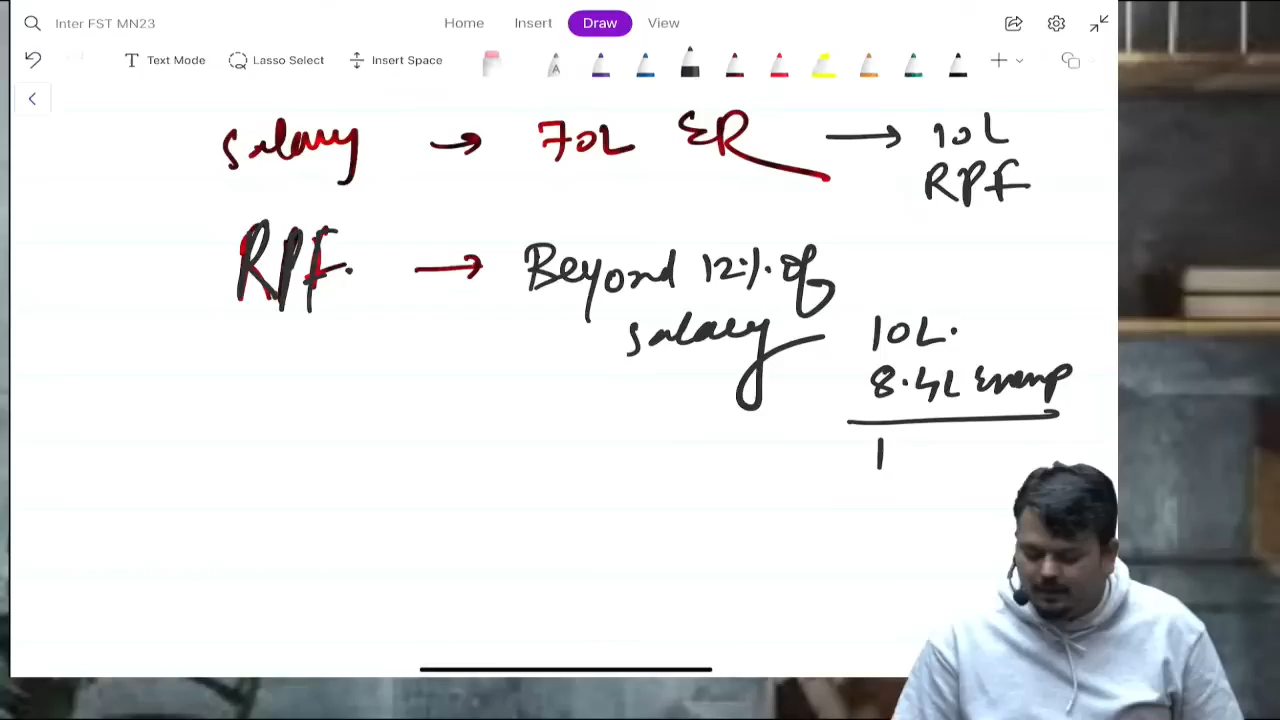 Inter FST MN23
Home Insert Draw View
Text Mode Lasso Select Insert Space
Salary → 70L ER → 10L
RPF
RPF. → Beyond 12% of
salary
10L.
8.4L Exemp
1